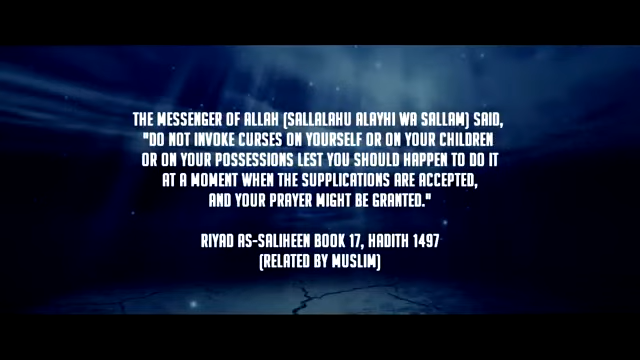 THE MESSENGER OF ALLAH (SALLALAHU ALAYHI WA SALLAM) SAID,
"DO NOT INVOKE CURSES ON YOURSELF OR ON YOUR CHILDREN
OR ON YOUR POSSESSIONS LEST YOU SHOULD HAPPEN TO DO IT
AT A MOMENT WHEN THE SUPPLICATIONS ARE ACCEPTED,
AND YOUR PRAYER MIGHT BE GRANTED."
RIYAD AS-SALIHEEN BOOK 17, HADITH 1497
(RELATED BY MUSLIM)